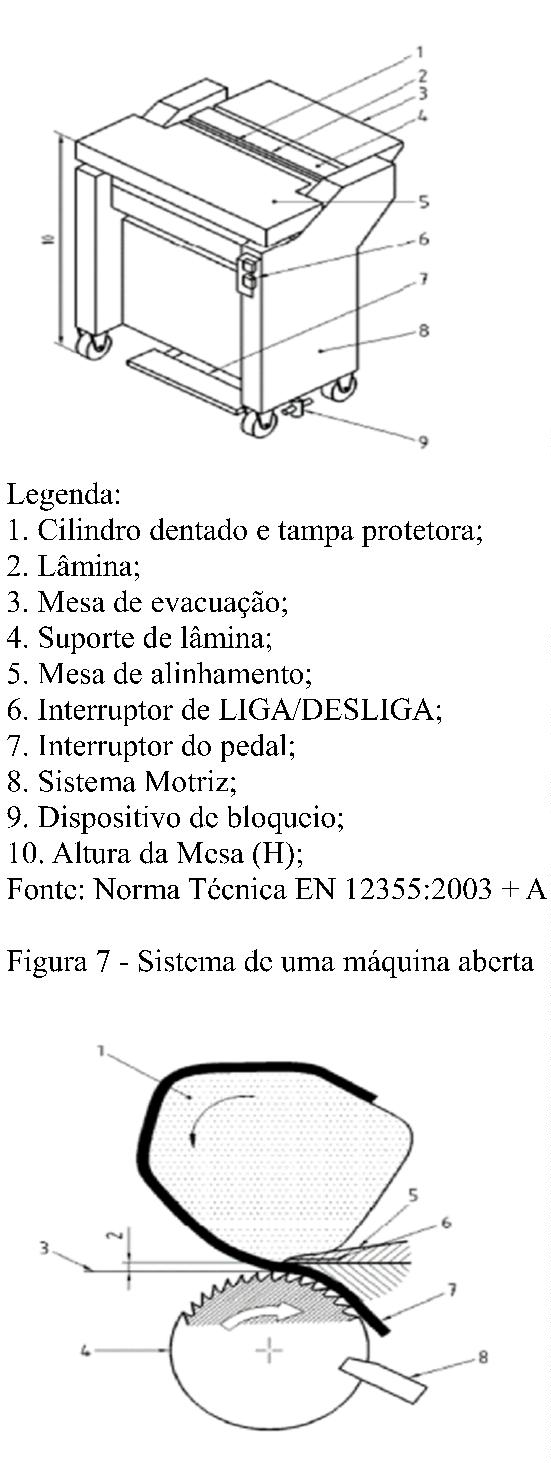 1
2
3
4
5
6
7
8
9
10
Legenda:
1. Cilindro dentado e tampa protetora;
2. Lâmina;
3. Mesa de evacuação;
4. Suporte de lâmina;
5. Mesa de alinhamento;
6. Interruptor de LIGA/DESLIGA;
7. Interruptor do pedal;
8. Sistema Motriz;
9. Dispositivo de bloqueio;
10. Altura da Mesa (H);
Fonte: Norma Técnica EN 12355:2003 + A
Figura 7 - Sistema de uma máquina aberta
1
2
3
4
5
6
7
8